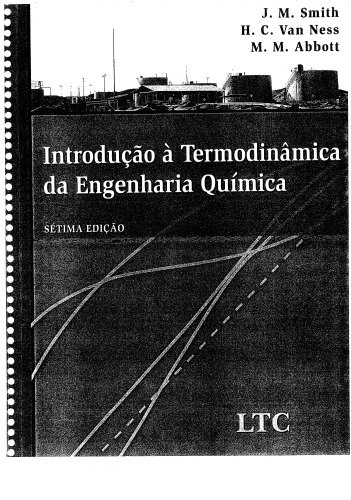 J. M. Smith
H. C. Van Ness
M. M. Abbott
Introdução à Termodinâmica
da Engenharia Química
SÉTIMA EDIÇÃO
LTC